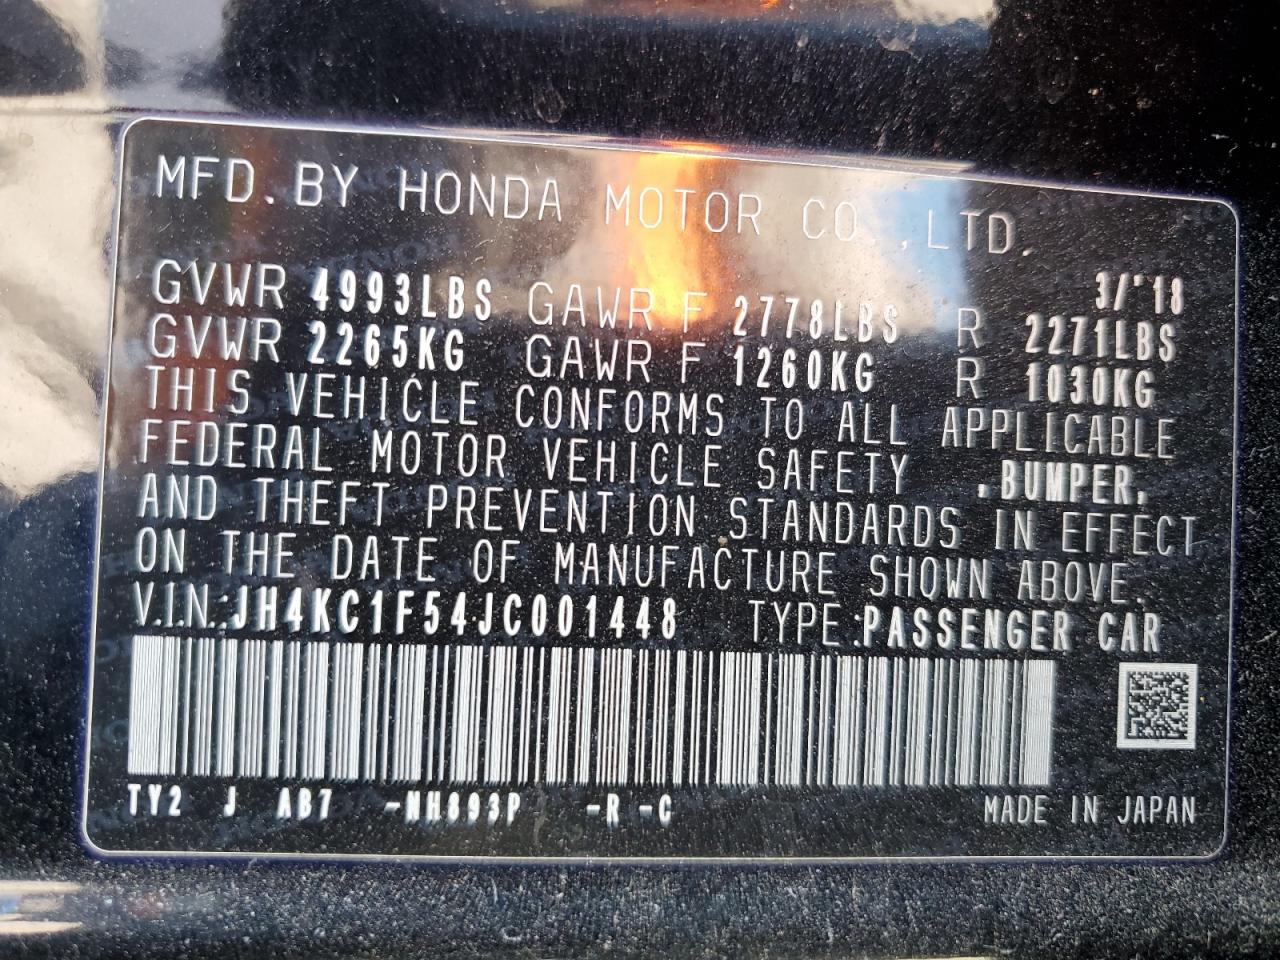 MFD. BY HONDA MOTOR CO.,LTD.
3/'18
GVWR 4993LBS GAWR F 2778LBS R 2271LBS
GVWR 2265KG GAWR F 1260KG R 1030KG
THIS VEHICLE CONFORMS TO ALL APPLICABLE
FEDERAL MOTOR VEHICLE SAFETY ,BUMPER,
AND THEFT PREVENTION STANDARDS IN EFFECT
ON THE DATE OF MANUFACTURE SHOWN ABOVE.
V.I.N.:JH4KC1F54JC001448 TYPE:PASSENGER CAR
TY2 J AB7 -NH893P -R -C MADE IN JAPAN